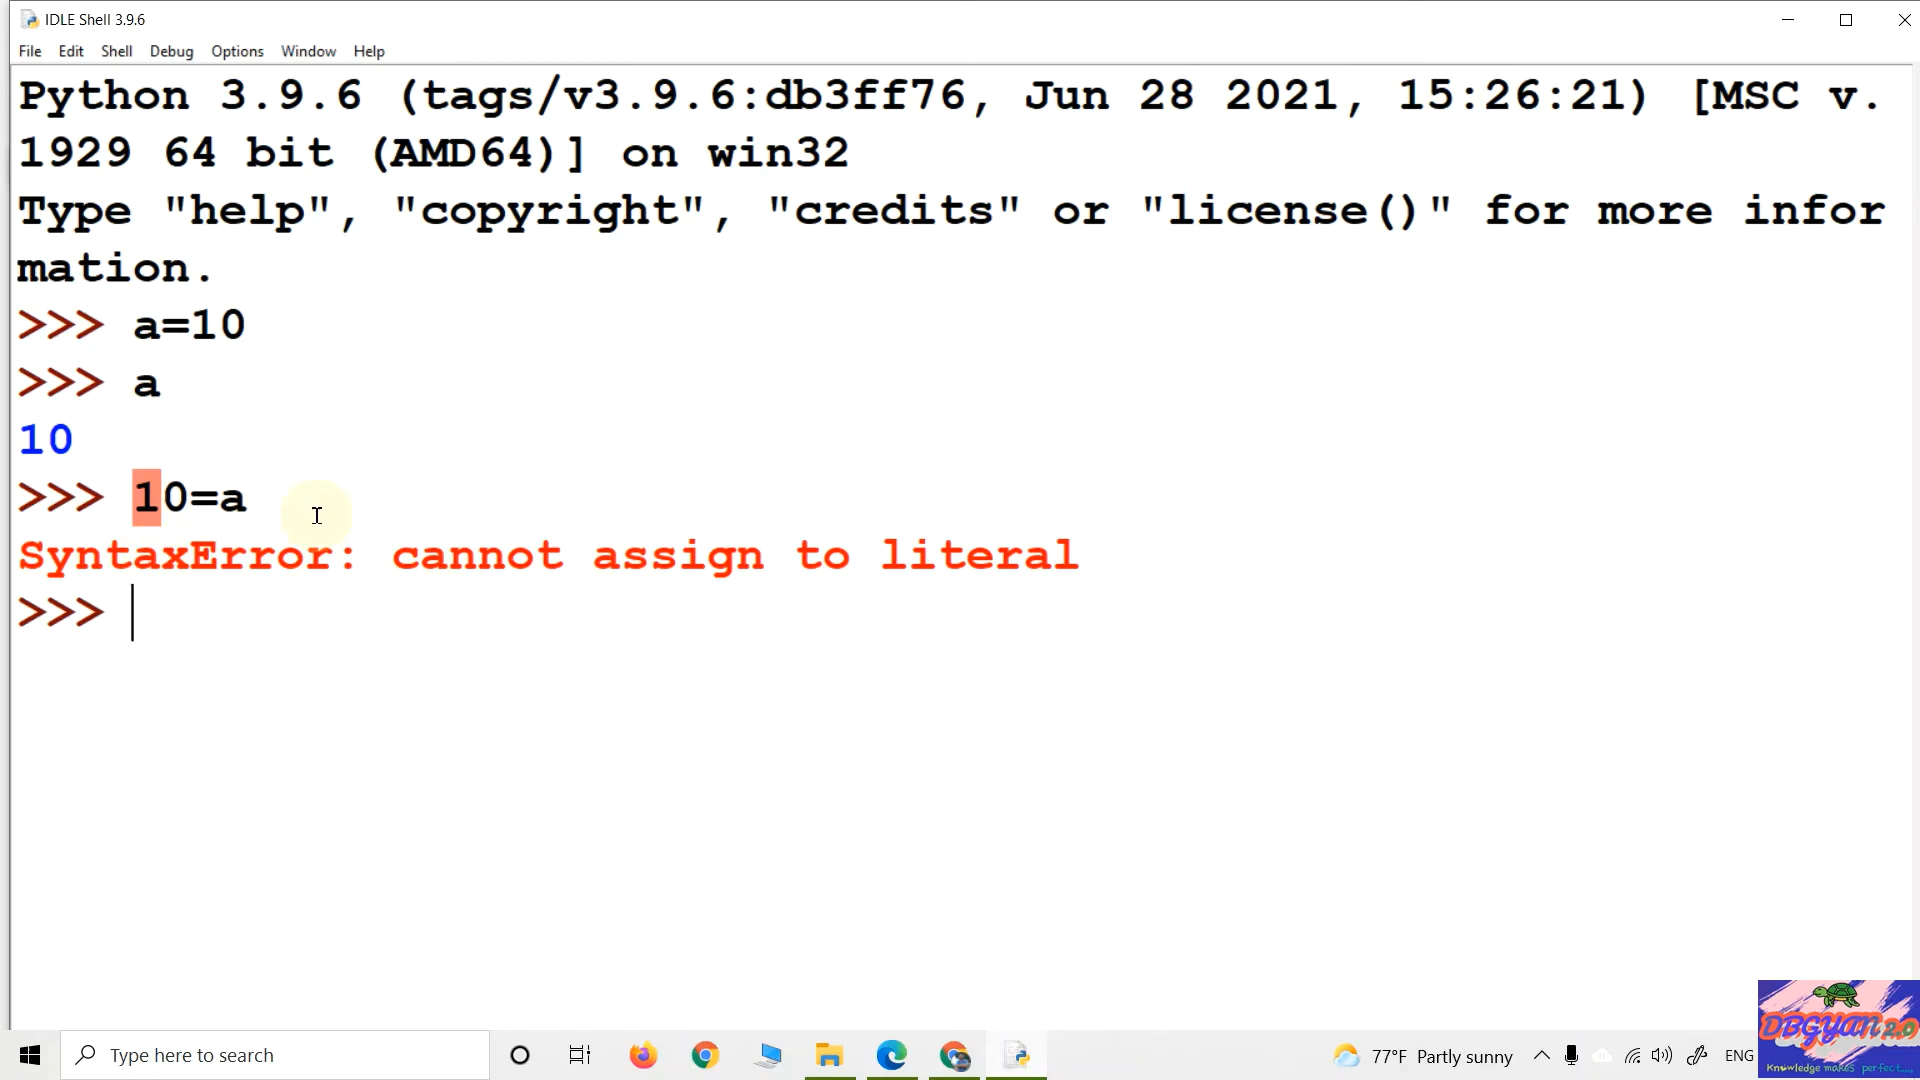 IDLE Shell 3.9.6
File Edit Shell Debug Options Window Help
Python 3.9.6 (tags/v3.9.6:db3ff76, Jun 28 2021, 15:26:21) [MSC v.
1929 64 bit (AMD64)] on win32
Type "help", "copyright", "credits" or "license()" for more infor
mation.
>>> a=10
>>> a
10
>>> 10=a
SyntaxError: cannot assign to literal
>>>
Type here to search
77°F Partly sunny
ENG
DBGYAN 2.0
Knowledge makes perfect....